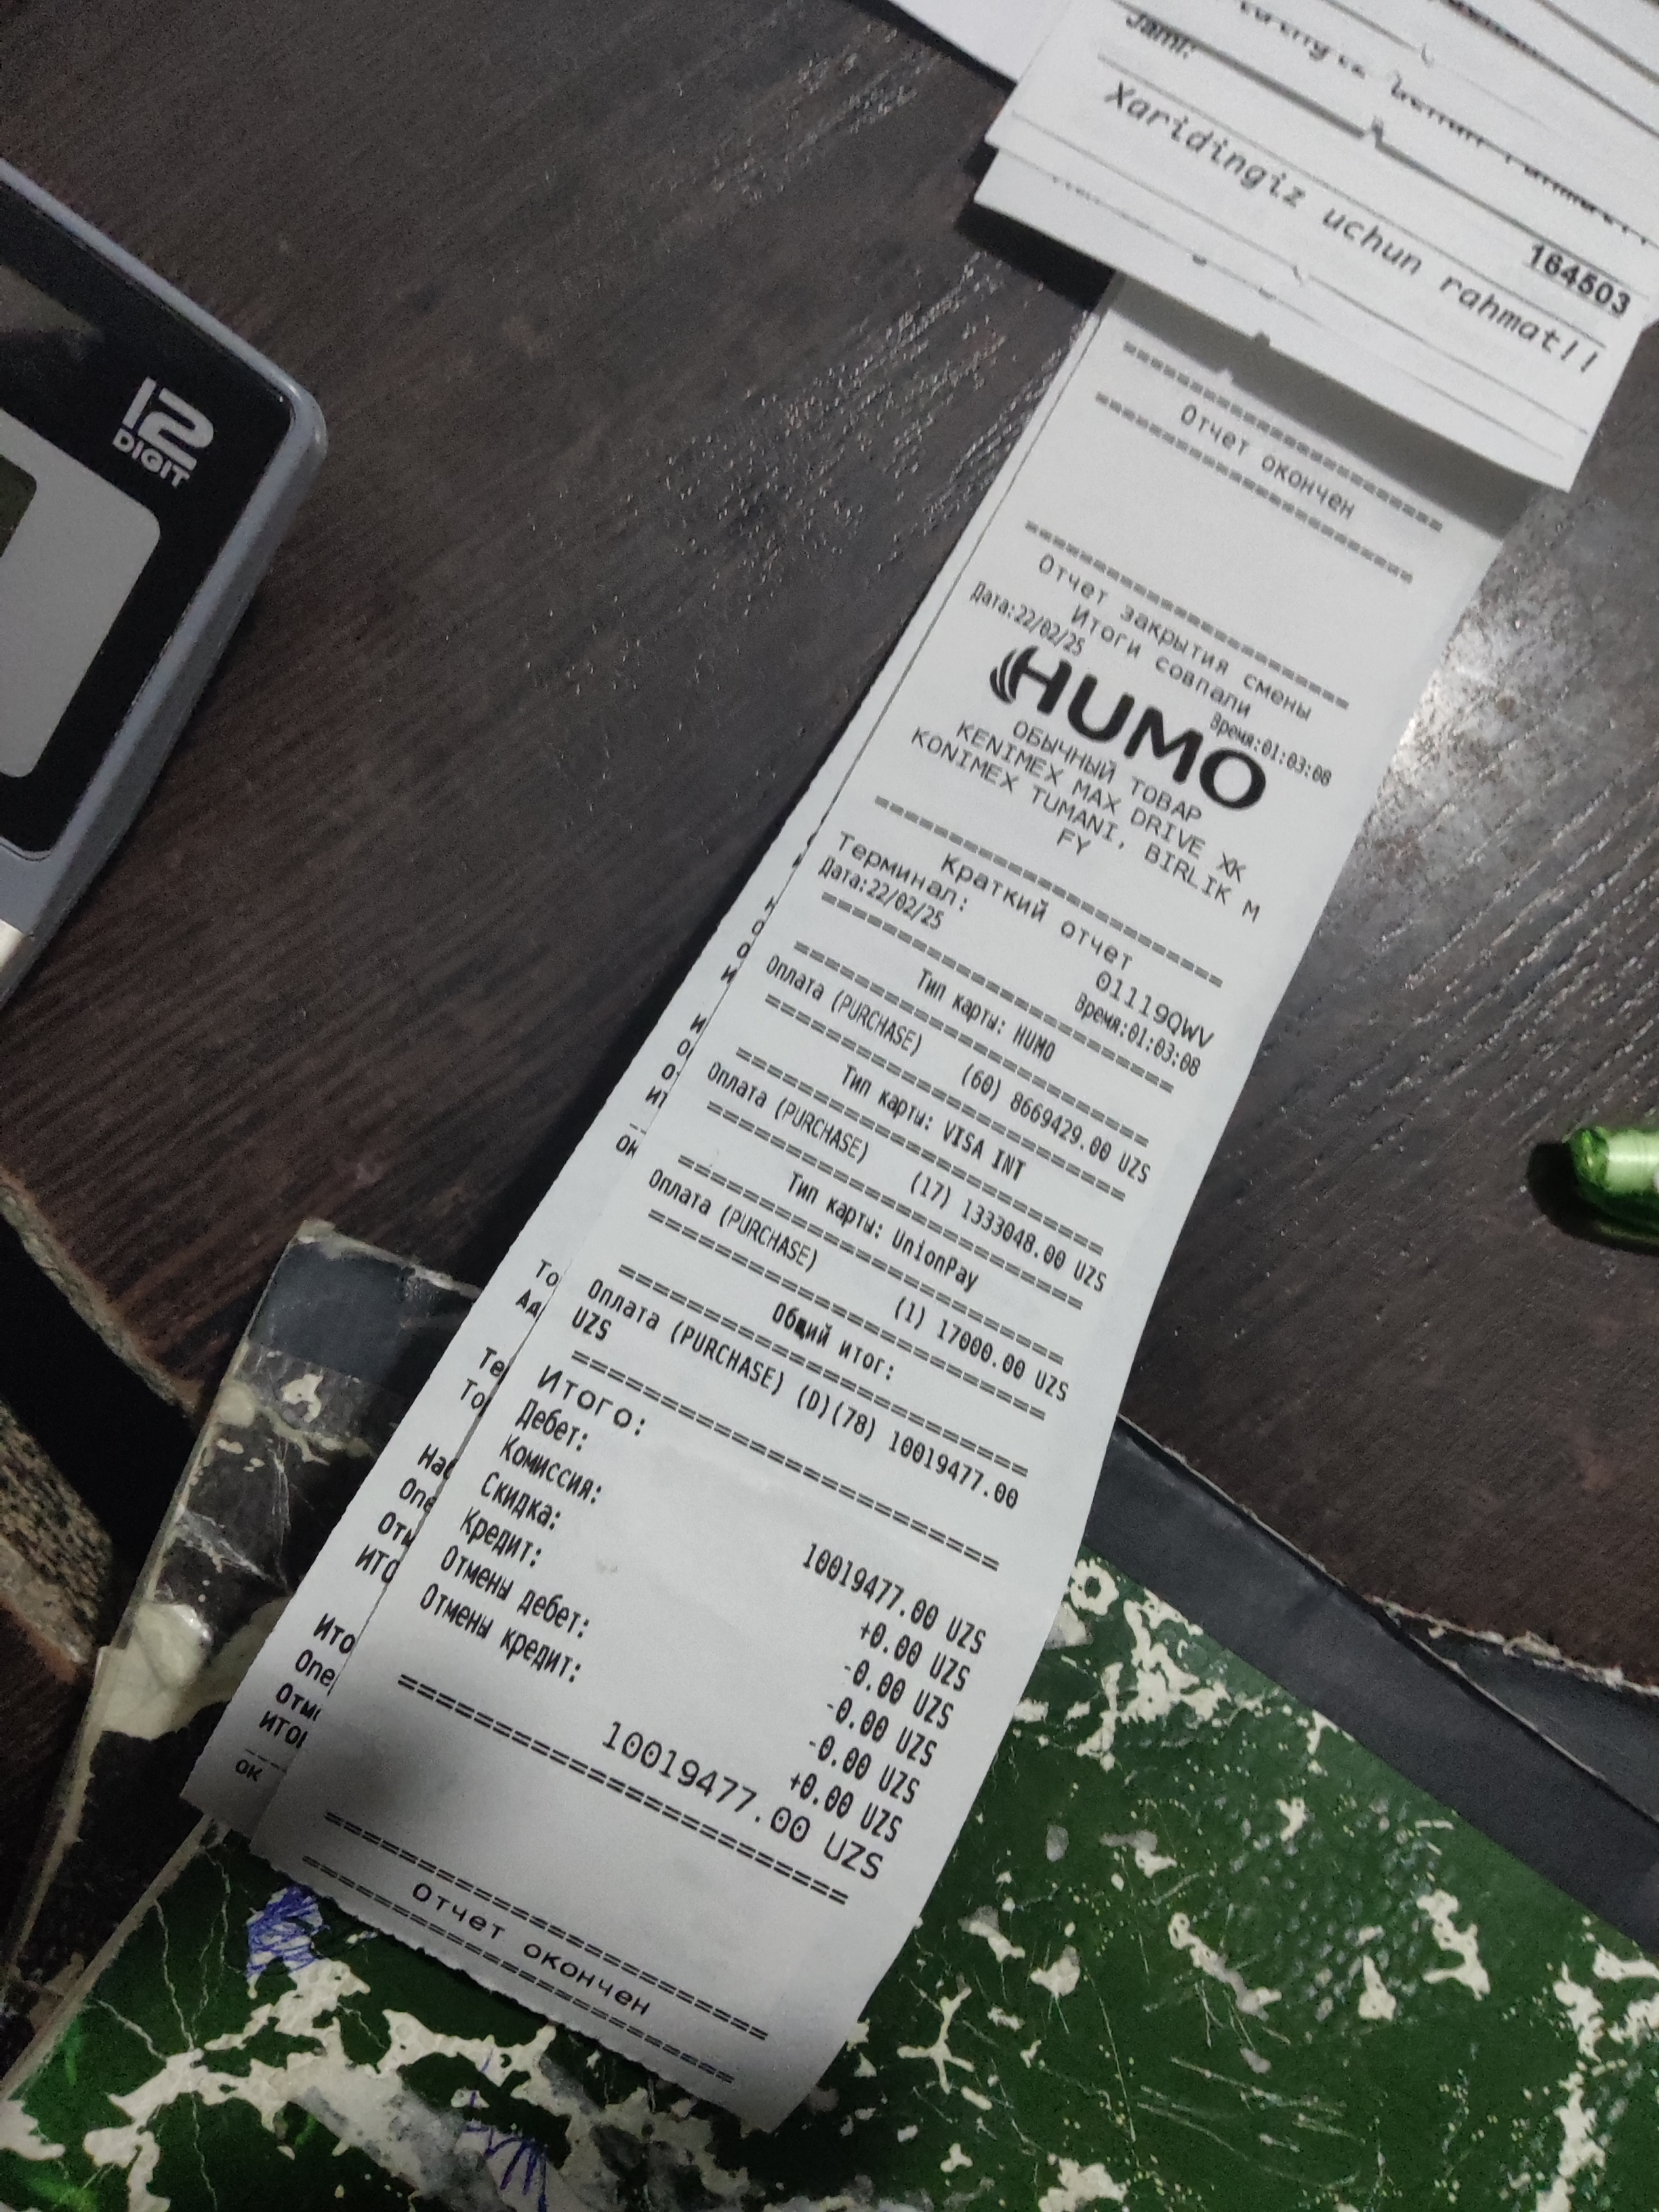 Jami:
164503
Xaridingiz uchun rahmat!!
12
DIGIT
================
Отчет окончен
================
================
Отчет закрытия смены
Итоги совпали
Дата:22/02/25 Время:01:03:08
HUMO
ОБЫЧНЫЙ ТОВАР
KENIMEX MAX DRIVE XK
KONIMEX TUMANI, BIRLIK M
FY
================
Краткий отчет
Терминал: 01119QWV
Дата:22/02/25 Время:01:03:08
================
Тип карты: HUMO
================
Оплата (PURCHASE) (60) 8669429.00 UZS
================
Тип карты: VISA INT
================
Оплата (PURCHASE) (17) 1333048.00 UZS
================
Тип карты: UnionPay
================
Оплата (PURCHASE) (1) 17000.00 UZS
================
Общий итог:
================
Оплата (PURCHASE) (D)(78) 10019477.00
UZS
================
Итого:
Дебет: 10019477.00 UZS
Комиссия: +0.00 UZS
Скидка: -0.00 UZS
Кредит: -0.00 UZS
Отмены дебет: -0.00 UZS
Отмены кредит: +0.00 UZS
10019477.00 UZS
================
================
Отчет окончен
================